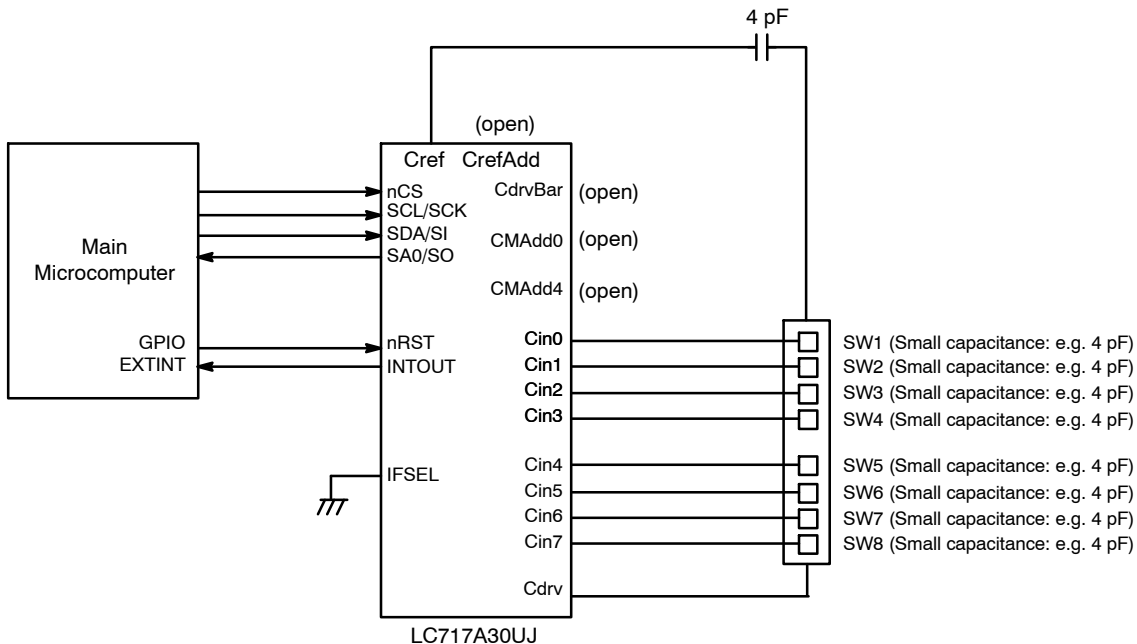 4 pF
(open)
Cref CrefAdd
nCS
SCL/SCK
SDA/SI
SA0/SO
CdrvBar (open)
CMAdd0 (open)
CMAdd4 (open)
Main
Microcomputer
GPIO
EXTINT
nRST
INTOUT
IFSEL
Cin0
Cin1
Cin2
Cin3
Cin4
Cin5
Cin6
Cin7
Cdrv
SW1 (Small capacitance: e.g. 4 pF)
SW2 (Small capacitance: e.g. 4 pF)
SW3 (Small capacitance: e.g. 4 pF)
SW4 (Small capacitance: e.g. 4 pF)
SW5 (Small capacitance: e.g. 4 pF)
SW6 (Small capacitance: e.g. 4 pF)
SW7 (Small capacitance: e.g. 4 pF)
SW8 (Small capacitance: e.g. 4 pF)
LC717A30UJ